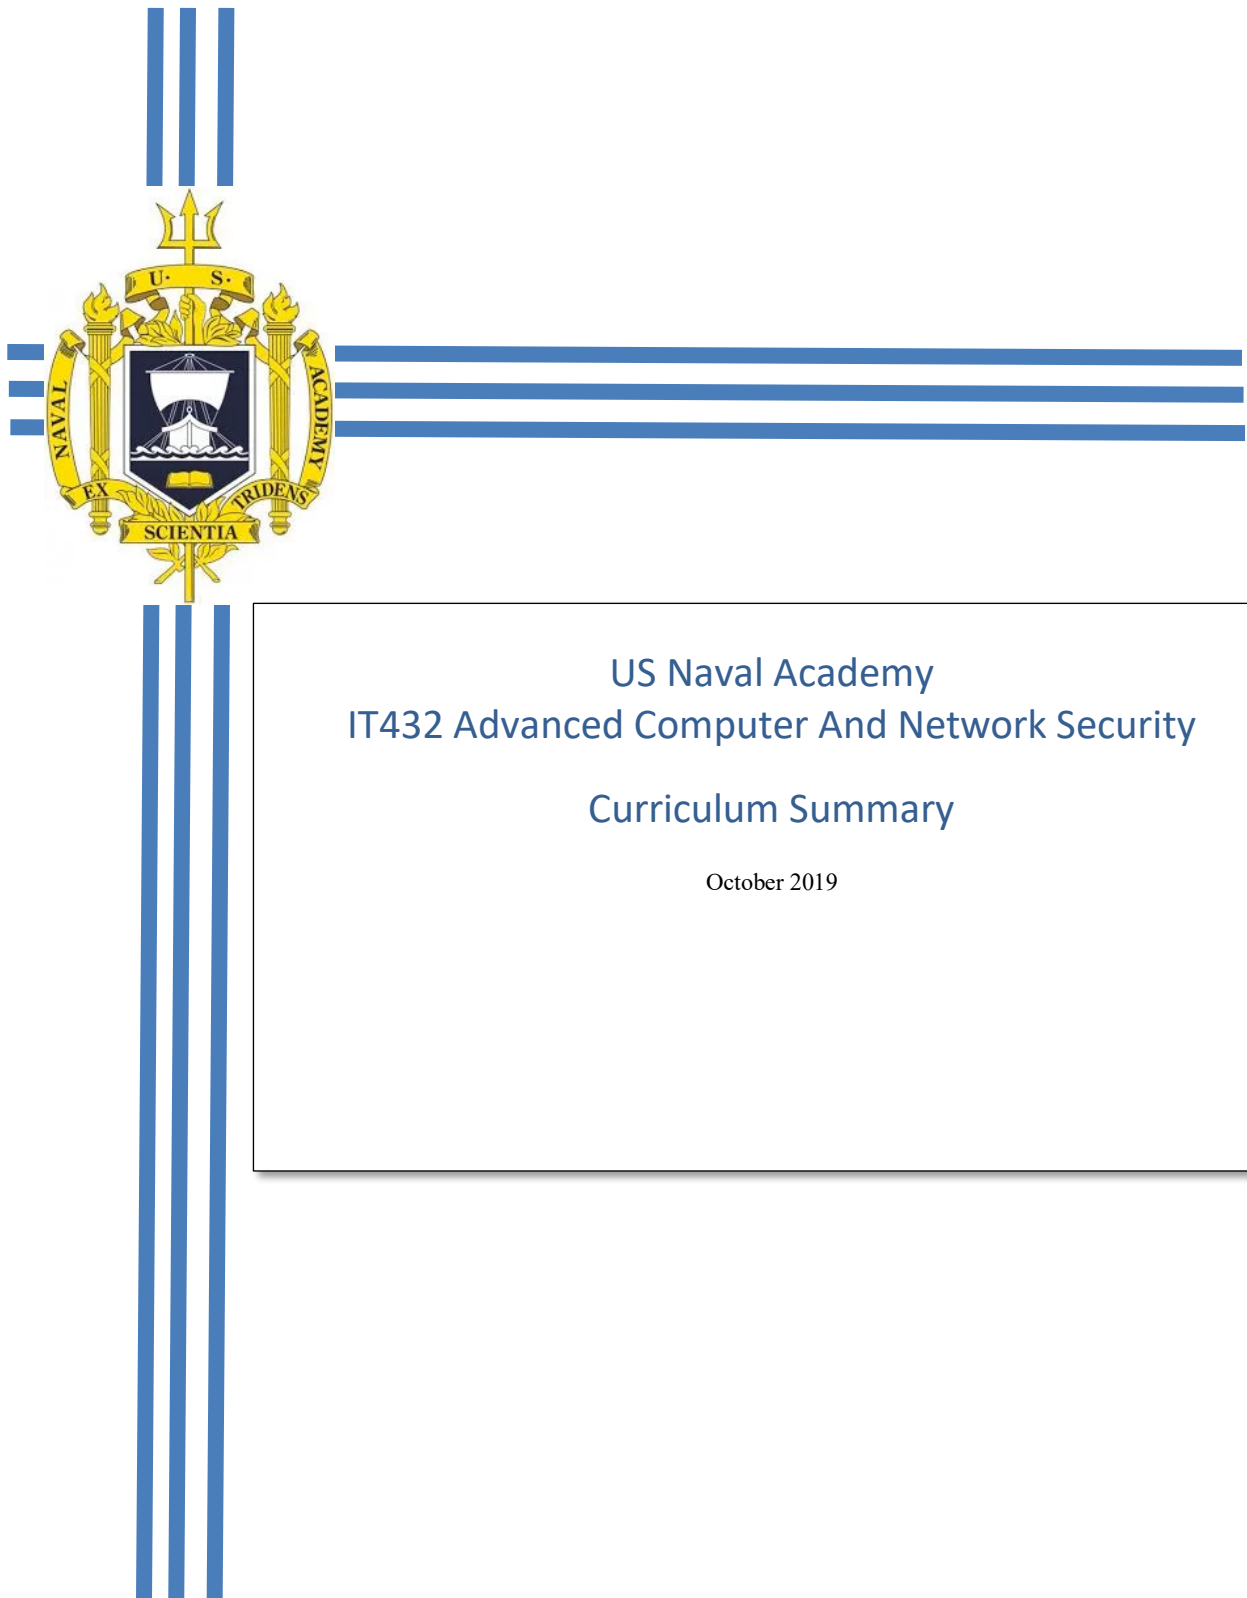 U. S.
NAVAL
ACADEMY
EX
TRIDENS
SCIENTIA
US Naval Academy
IT432 Advanced Computer And Network Security
Curriculum Summary
October 2019